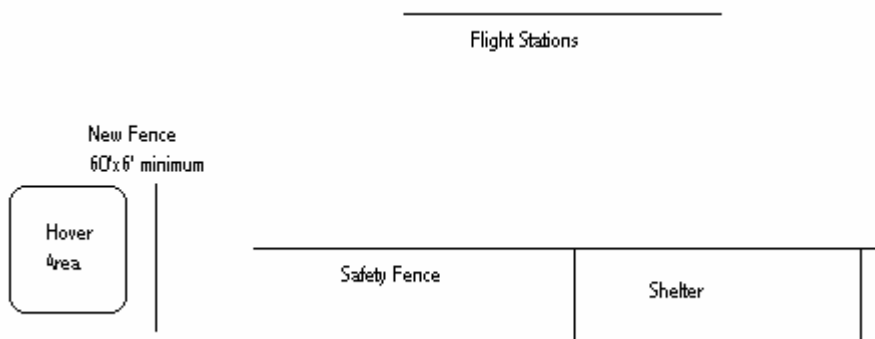 Flight Stations
New Fence
60'x6' minimum
Hover
Area
Safety Fence
Shelter